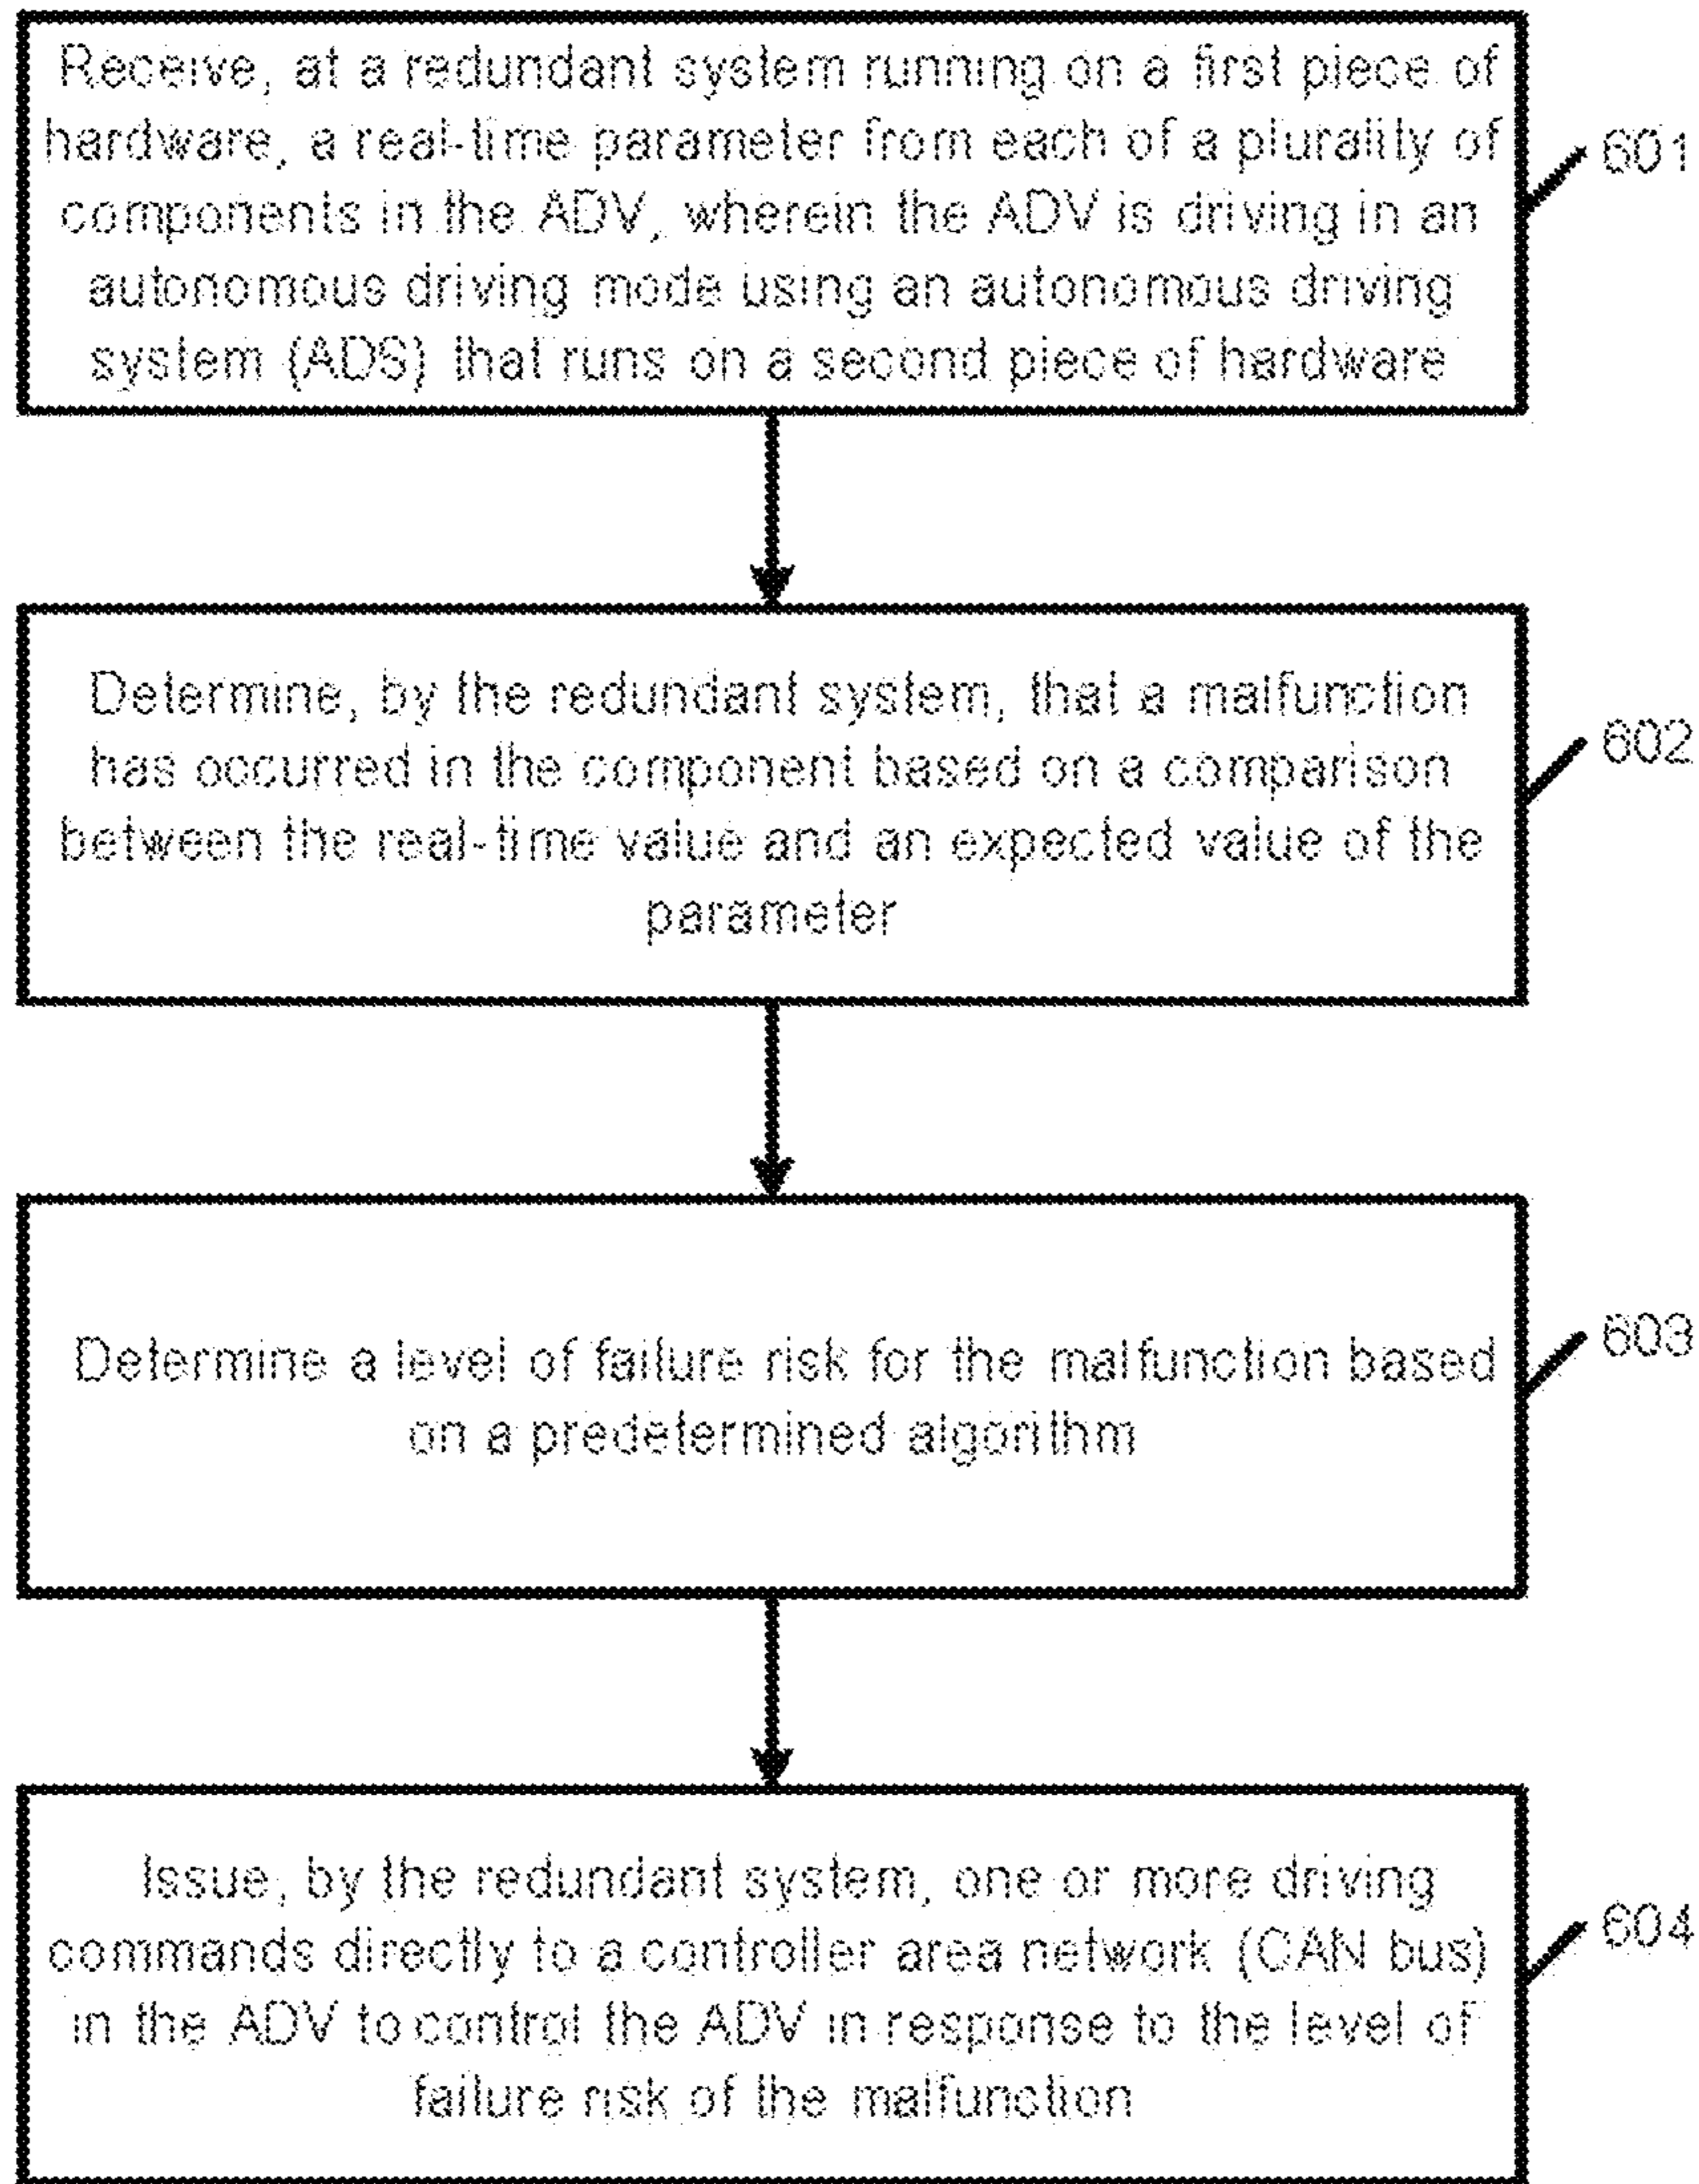 Receive, at a redundant system running on a first piece of
hardware, a real-time parameter from each of a plurality of
components in the ADV, wherein the ADV is driving in an
autonomous driving mode using an autonomous driving
system (ADS) that runs on a second piece of hardware
601
Determine, by the redundant system, that a malfunction
has occurred in the component based on a comparison
between the real-time value and an expected value of the
parameter
602
Determine a level of failure risk for the malfunction based
on a predetermined algorithm
603
Issue, by the redundant system, one or more driving
commands directly to a controller area network (CAN bus)
in the ADV to control the ADV in response to the level of
failure risk of the malfunction
604